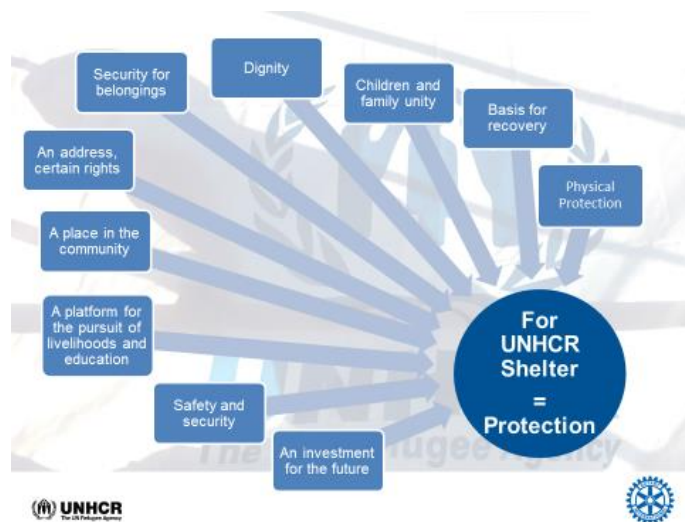 Security for
belongings
Dignity
Children and
family unity
Basis for
recovery
An address,
certain rights
Physical
Protection
A place in the
community
A platform for
the pursuit of
livelihoods and
education
For
UNHCR
Shelter
=
Protection
Safety and
security
An investment
for the future
The
ugee Agency
UNHCR
The UN Refugee Agency